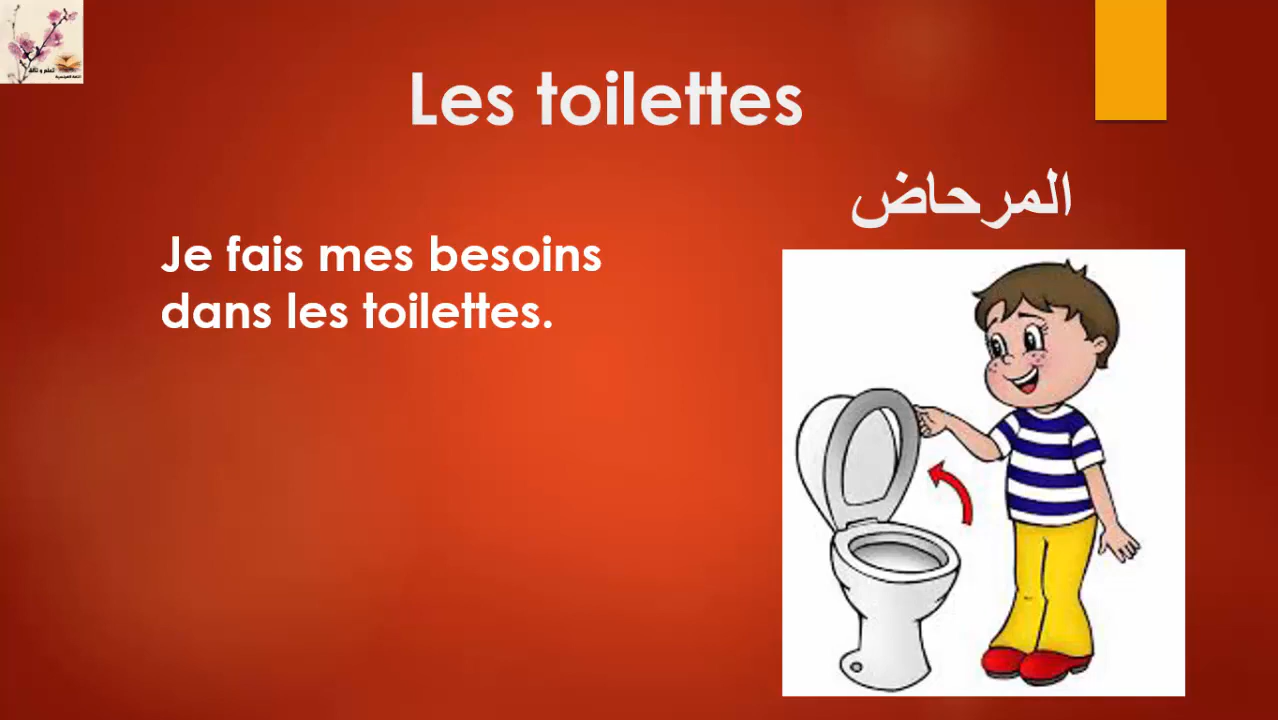 Les toilettes
المرحاض
Je fais mes besoins
dans les toilettes.